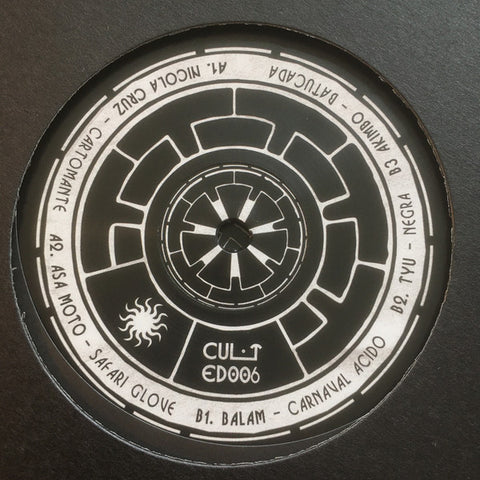 A1. NICOLA CRUZ - CARTOMANTE
A2. ASA MOTO - SAFARI GLOVE
B1. BALAM - CARNAVAL ACIDO
B2. TYU - NEGRA
B3 AKIMBO - BATUCADA
CUL·T
ED006